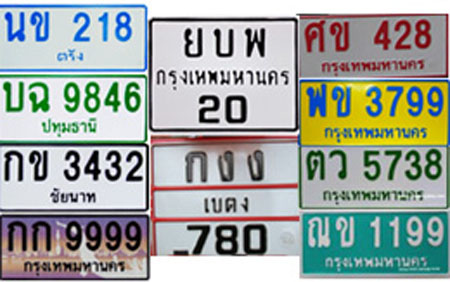 นข 218
ตรัง
บฉ 9846
ปทุมธานี
กข 3432
ชัยนาท
กก 9999
กรุงเทพมหานคร
ยบพ
กรุงเทพมหานคร
20
กงง
เบตง
780
ศข 428
กรุงเทพมหานคร
พข 3799
กรุงเทพมหานคร
ตว 5738
กรุงเทพมหานคร
ณข 1199
กรุงเทพมหานคร